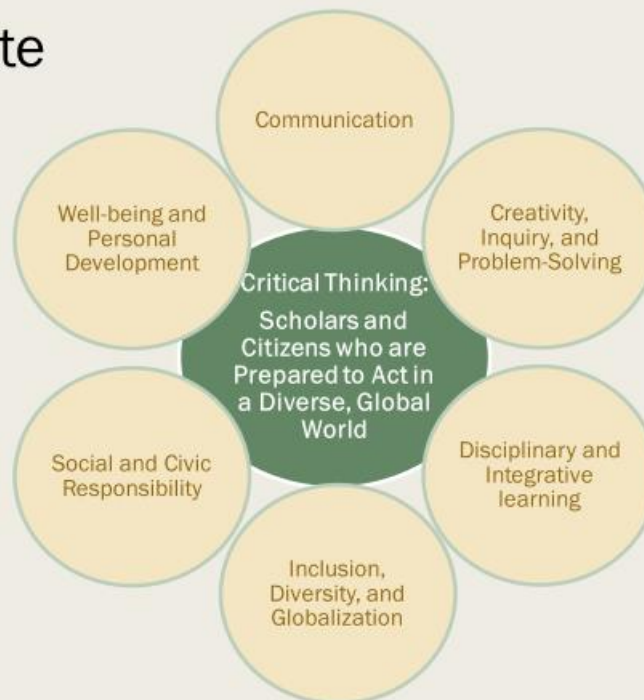 te
Communication
Well-being and
Personal
Development
Creativity,
Inquiry, and
Problem-Solving
Critical Thinking:
Scholars and
Citizens who are
Prepared to Act in
a Diverse, Global
World
Social and Civic
Responsibility
Disciplinary and
Integrative
learning
Inclusion,
Diversity, and
Globalization